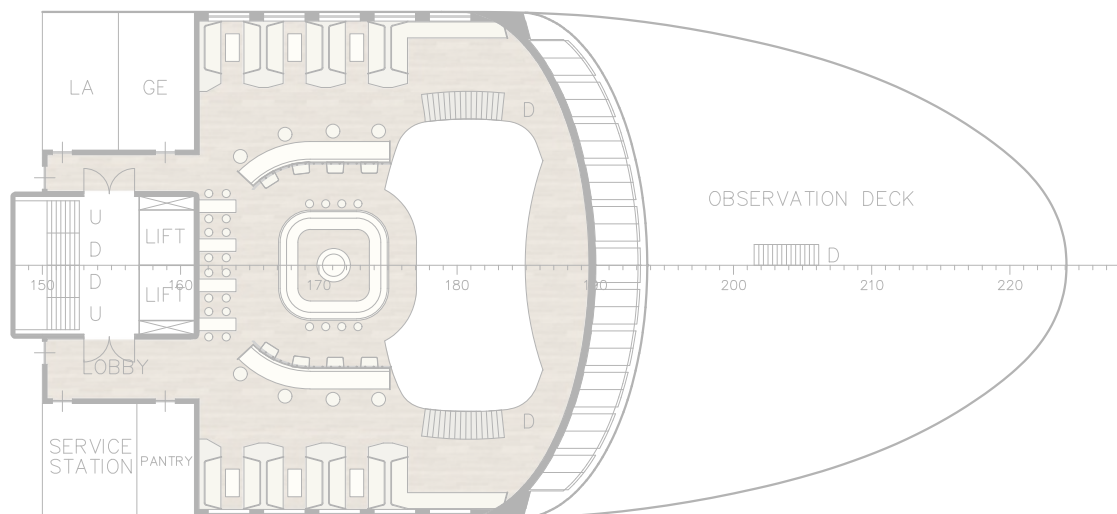 LA GE
D
OBSERVATION DECK
U
D
D
U
LIFT
LIFT
D
150 160 170 180 190 200 210 220
LOBBY
D
SERVICE
STATION
PANTRY